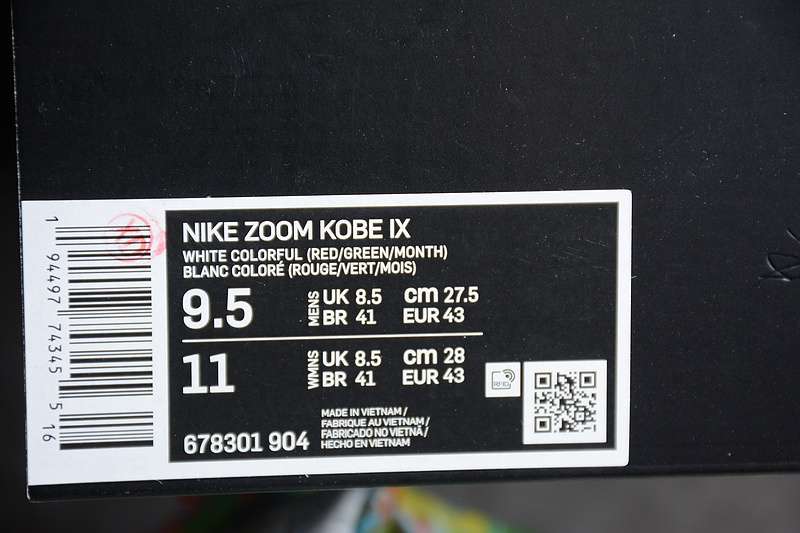 NIKE ZOOM KOBE IX
WHITE COLORFUL (RED/GREEN/MONTH)
BLANC COLORÉ (ROUGE/VERT/MOIS)
9.5 MENS UK 8.5 cm 27.5
BR 41 EUR 43
11 WMNS UK 8.5 cm 28
BR 41 EUR 43
RFID
678301 904
MADE IN VIETNAM /
FABRIQUE AU VIETNAM /
FABRICADO NO VIETNÃ /
HECHO EN VIETNAM
1 94497 74345 5 16